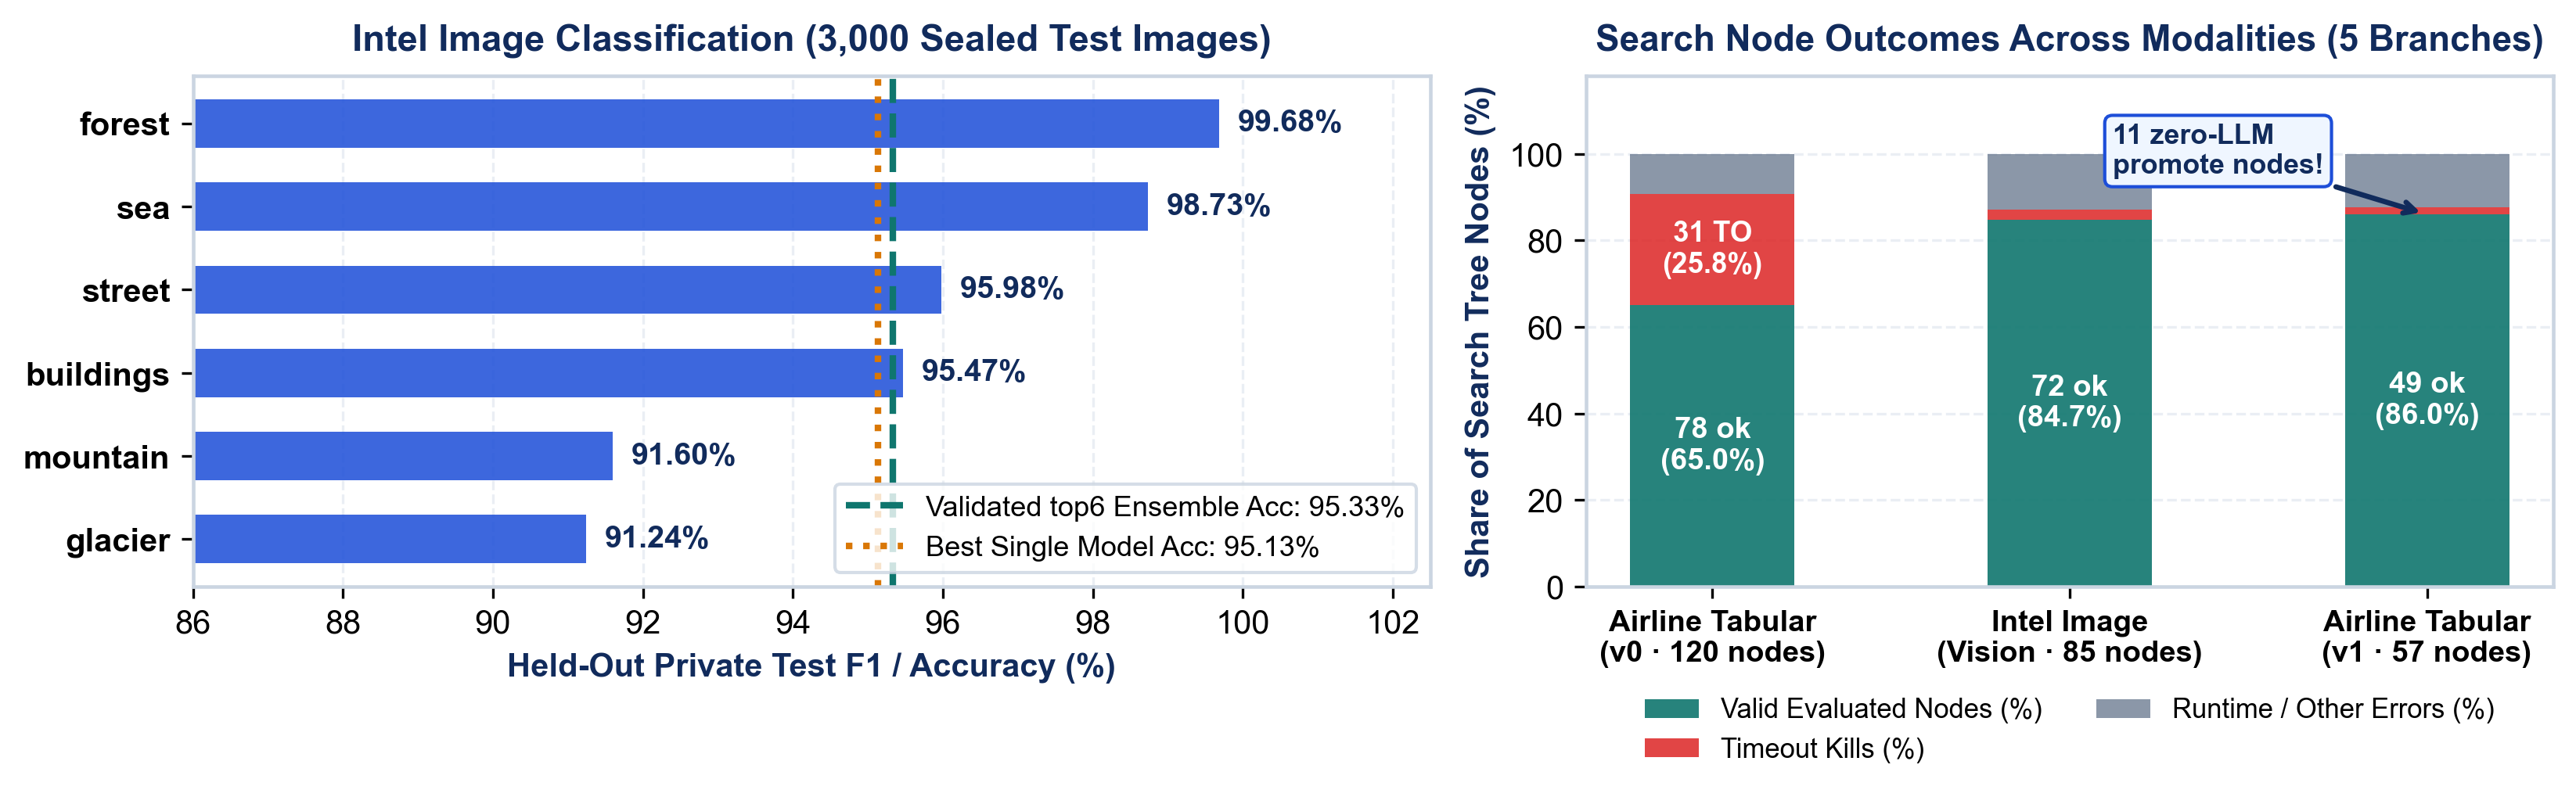 Intel Image Classification (3,000 Sealed Test Images)
forest
99.68%
sea
98.73%
street
95.98%
buildings
95.47%
mountain
91.60%
glacier
91.24%
Validated top6 Ensemble Acc: 95.33%
Best Single Model Acc: 95.13%
86 88 90 92 94 96 98 100 102
Held-Out Private Test F1 / Accuracy (%)
Search Node Outcomes Across Modalities (5 Branches)
Share of Search Tree Nodes (%)
100
80
60
40
20
0
11 zero-LLM
promote nodes!
31 TO
(25.8%)
78 ok
(65.0%)
72 ok
(84.7%)
49 ok
(86.0%)
Airline Tabular
(v0 · 120 nodes)
Intel Image
(Vision · 85 nodes)
Airline Tabular
(v1 · 57 nodes)
Valid Evaluated Nodes (%)
Timeout Kills (%)
Runtime / Other Errors (%)